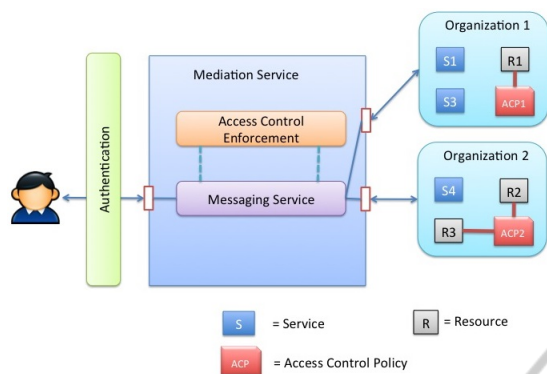 Organization 1
Mediation Service
S1
R1
Access Control
Enforcement
S3
ACP1
Authentication
Organization 2
Messaging Service
S4
R2
R3
ACP2
S = Service
R = Resource
ACP = Access Control Policy